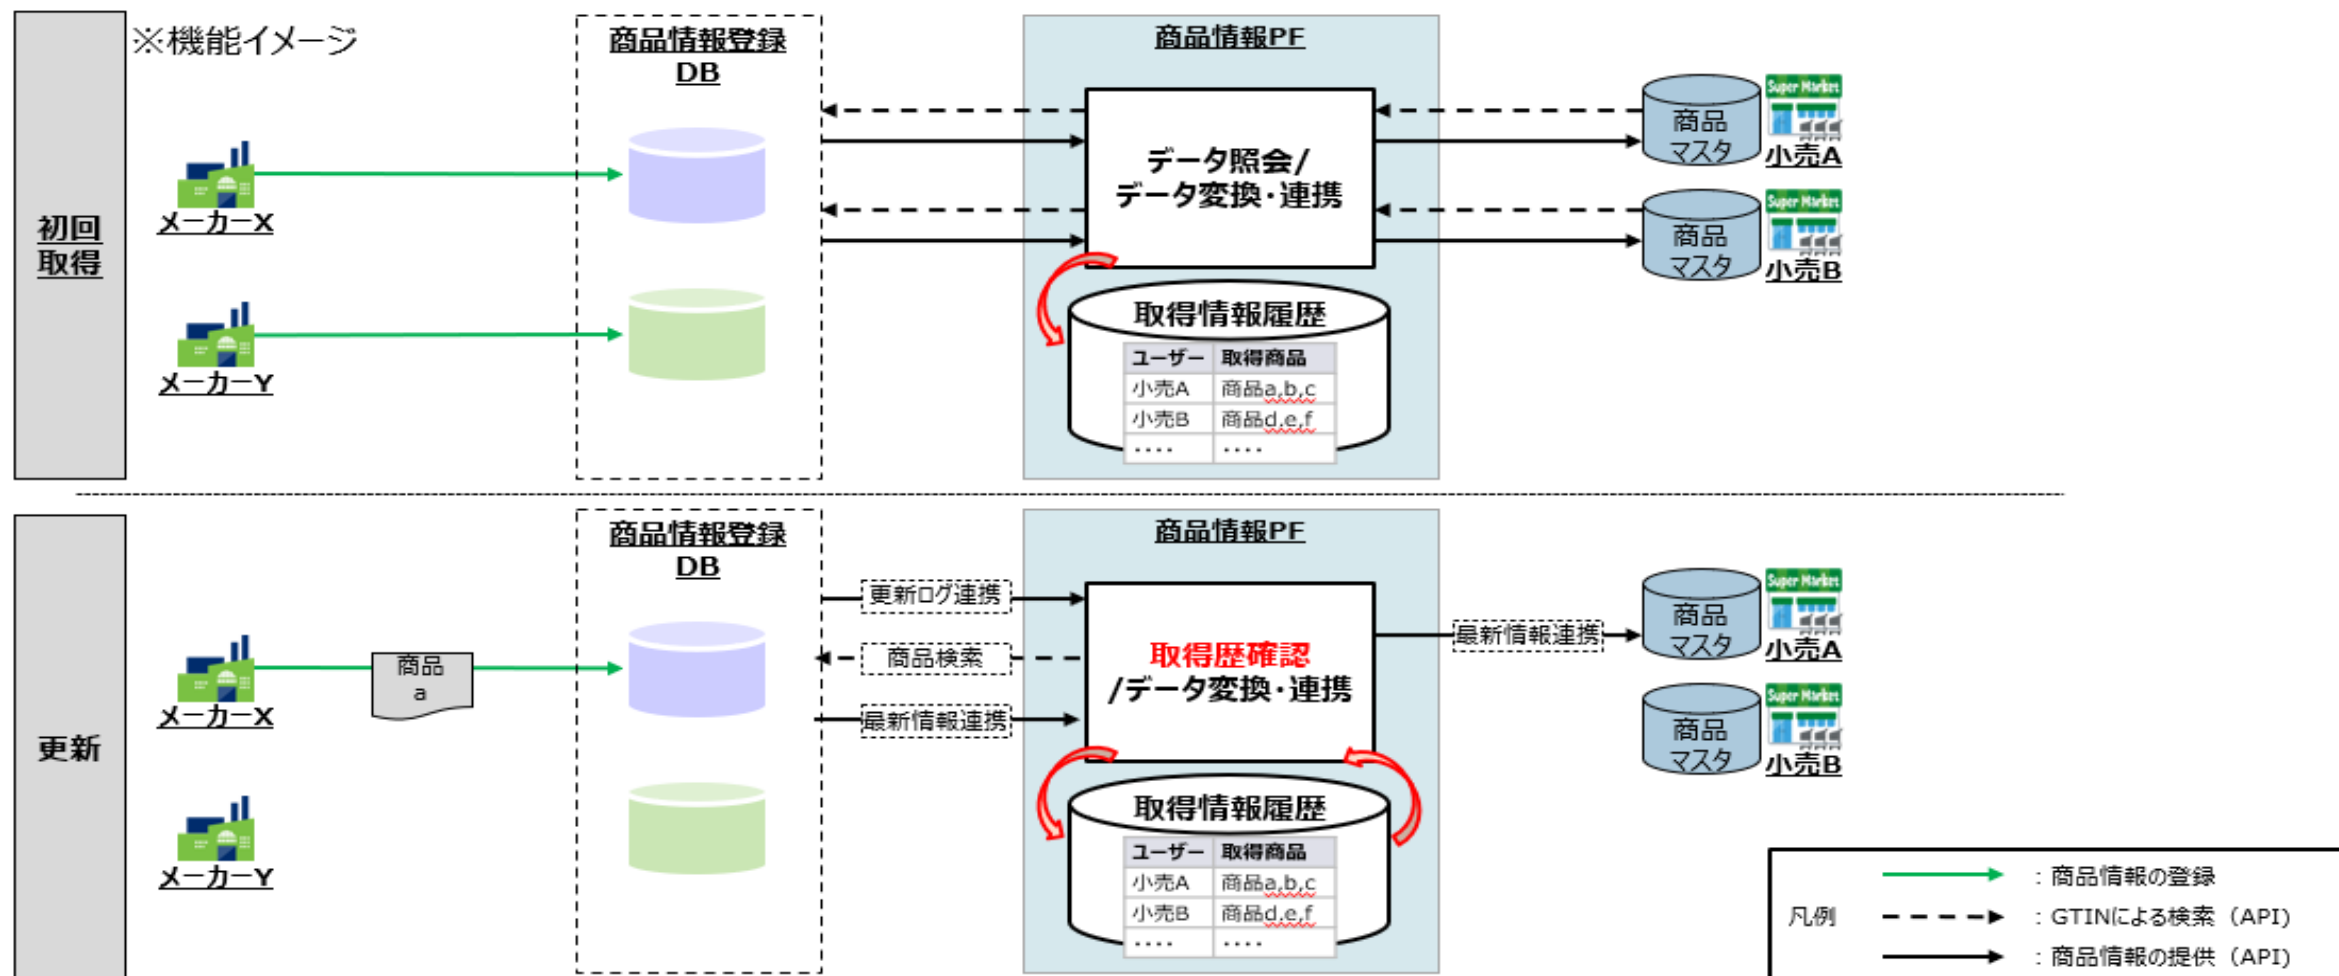 ※機能イメージ
初回
取得
メーカーX
メーカーY
商品情報登録
DB
商品情報PF
データ照会/
データ変換・連携
取得情報履歴
ユーザー 取得商品
小売A 商品a,b,c
小売B 商品d.e,f
‥‥ ‥‥
商品
マスタ
Super Market
小売A
商品
マスタ
Super Market
小売B
更新
メーカーX
商品
a
メーカーY
商品情報登録
DB
更新ログ連携
商品検索
最新情報連携
商品情報PF
取得歴確認
/データ変換・連携
取得情報履歴
ユーザー 取得商品
小売A 商品a,b,c
小売B 商品d.e,f
‥‥ ‥‥
最新情報連携
商品
マスタ
Super Market
小売A
商品
マスタ
Super Market
小売B
凡例
：商品情報の登録
：GTINによる検索（API)
：商品情報の提供（API)